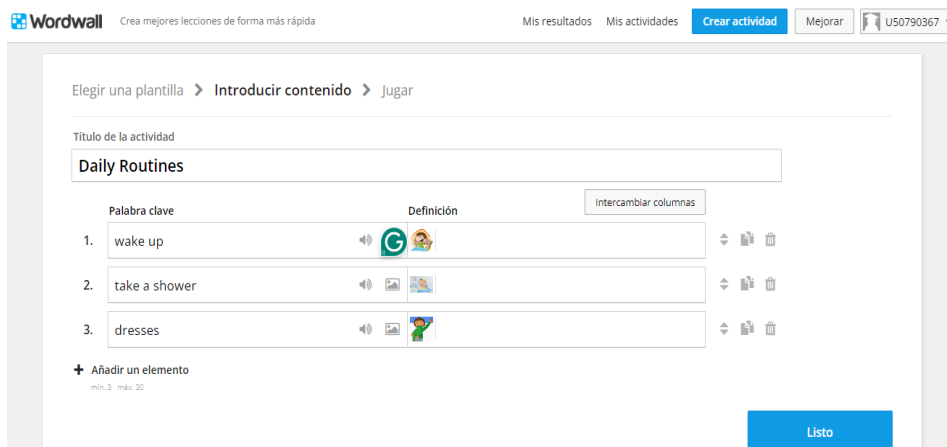 Wordwall Crea mejores lecciones de forma más rápida Mis resultados Mis actividades Crear actividad Mejorar U50790367
Elegir una plantilla > Introducir contenido > Jugar
Título de la actividad
Daily Routines
Intercambiar columnas
Palabra clave Definición
1. wake up G
2. take a shower
3. dresses
+ Añadir un elemento
mín. 3 máx. 30
Listo